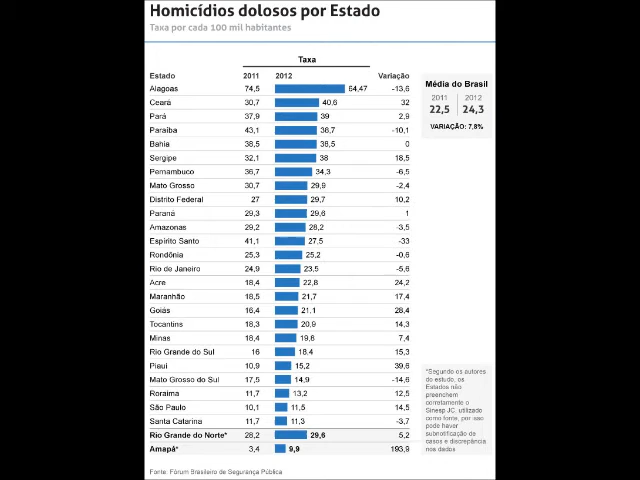 Homicídios dolosos por Estado
Taxa por cada 100 mil habitantes
Taxa
Estado 2011 2012 Variação
Alagoas 74,5 64,47 -13,6
Ceará 30,7 40,6 32
Pará 37,9 39 2,9
Paraíba 43,1 38,7 -10,1
Bahia 38,5 38,5 0
Sergipe 32,1 38 18,5
Pernambuco 36,7 34,3 -6,5
Mato Grosso 30,7 29,9 -2,4
Distrito Federal 27 29,7 10,2
Paraná 29,3 29,6 1
Amazonas 29,2 28,2 -3,5
Espírito Santo 41,1 27,5 -33
Rondônia 25,3 25,2 -0,6
Rio de Janeiro 24,9 23,5 -5,6
Acre 18,4 22,8 24,2
Maranhão 18,5 21,7 17,4
Goiás 16,4 21,1 28,4
Tocantins 18,3 20,9 14,3
Minas 18,4 19,8 7,4
Rio Grande do Sul 16 18,4 15,3
Piauí 10,9 15,2 39,6
Mato Grosso do Sul 17,5 14,9 -14,6
Roraima 11,7 13,2 12,5
São Paulo 10,1 11,5 14,5
Santa Catarina 11,7 11,3 -3,7
Rio Grande do Norte* 28,2 29,6 5,2
Amapá* 3,4 9,9 193,9
Fonte: Fórum Brasileiro de Segurança Pública
Média do Brasil
2011 2012
22,5 24,3
VARIAÇÃO: 7,8%
*Segundo os autores
do estudo, os
Estados não
preenchem
corretamente o
Sinesp JC, utilizado
como fonte, por isso
pode haver
subnotificação de
casos e discrepância
nos dados